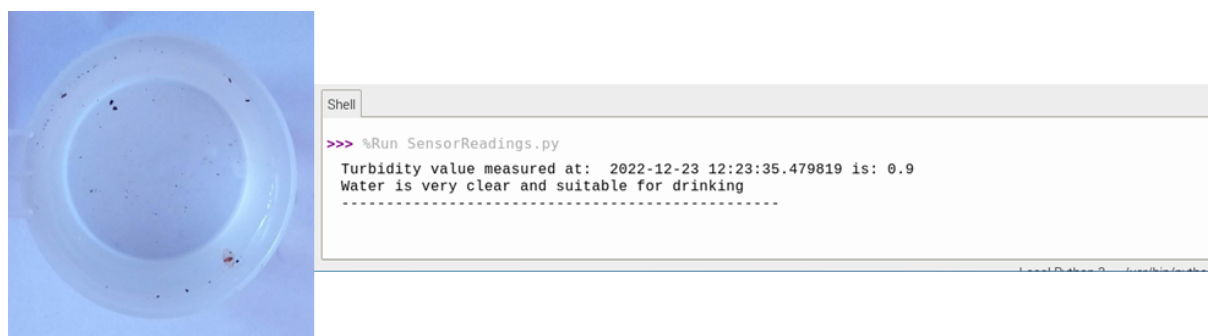 Shell
>>> %Run SensorReadings.py
Turbidity value measured at:  2022-12-23 12:23:35.479819 is: 0.9
Water is very clear and suitable for drinking
-------------------------------------------------